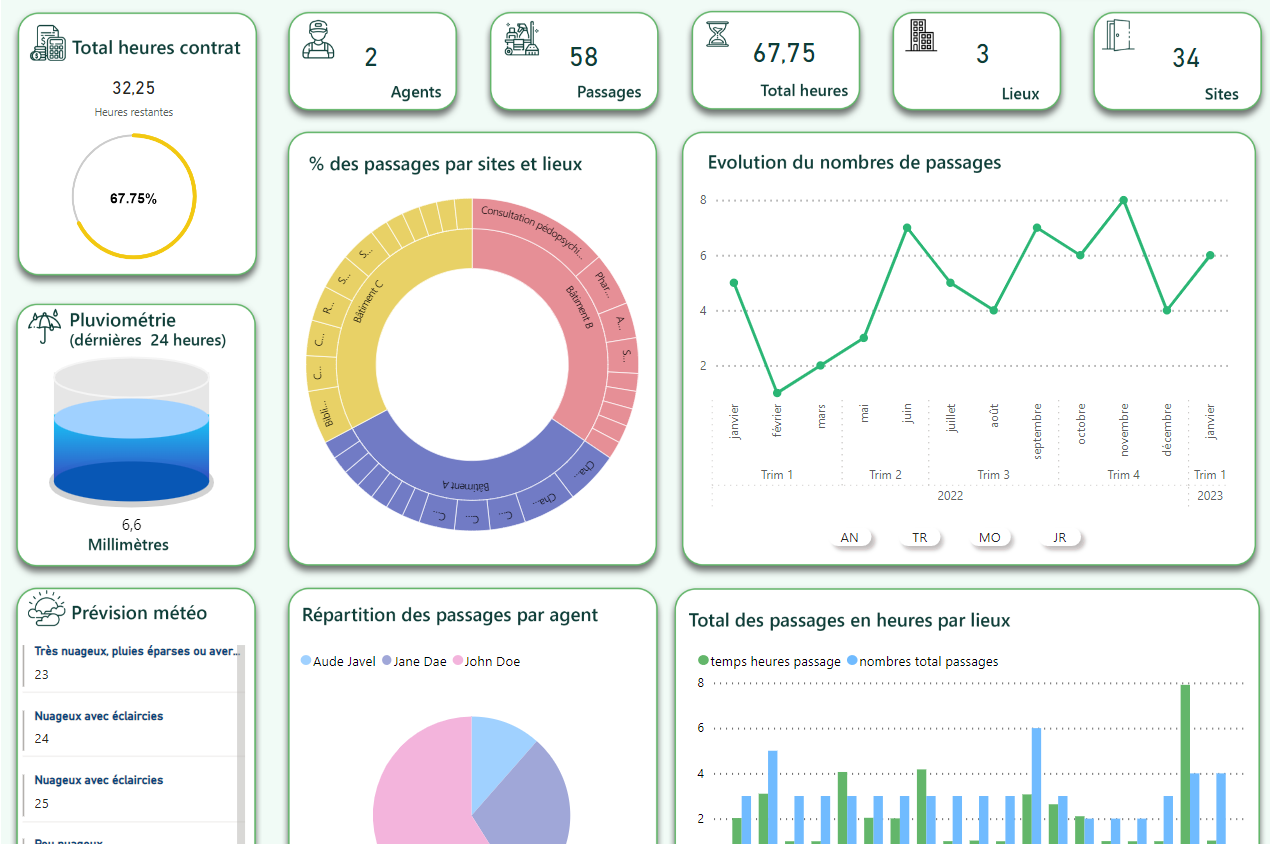 Total heures contrat
32,25
Heures restantes
67.75%
2
Agents
58
Passages
67,75
Total heures
3
Lieux
34
Sites
Pluviométrie
(dérnières 24 heures)
6,6
Millimètres
% des passages par sites et lieux
Consultation pédopsychi...
Phar...
A...
S...
Bâtiment B
Cha...
Cha...
C...
C...
C...
Bâtiment A
Bibli...
C...
C...
R...
S...
S...
Bâtiment C
Evolution du nombres de passages
8
6
4
2
janvier
février
mars
mai
juin
juillet
août
septembre
octobre
novembre
décembre
janvier
Trim 1
Trim 2
Trim 3
Trim 4
Trim 1
2022
2023
AN
TR
MO
JR
Prévision météo
Très nuageux, pluies éparses ou aver...
23
Nuageux avec éclaircies
24
Nuageux avec éclaircies
25
Peu nuageux
Répartition des passages par agent
Aude Javel
Jane Dae
John Doe
Total des passages en heures par lieux
temps heures passage
nombres total passages
8
6
4
2